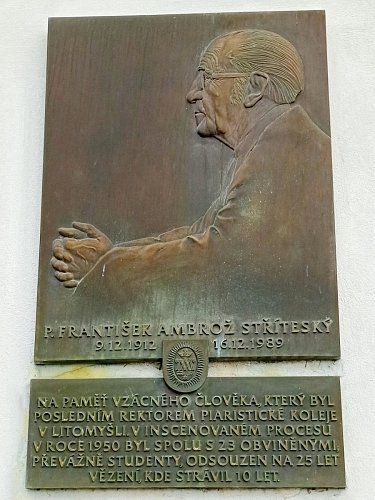 P. FRANTIŠEK AMBROŽ STŘÍTESKÝ
9.12.1912 16.12.1989
NA PAMĚŤ VZÁCNÉHO ČLOVĚKA, KTERÝ BYL
POSLEDNÍM REKTOREM PIARISTICKÉ KOLEJE
V LITOMYŠLI. V INSCENOVANÉM PROCESU
V ROCE 1950 BYL SPOLU S 23 OBVINĚNÝMI,
PŘEVÁŽNĚ STUDENTY, ODSOUZEN NA 25 LET
VĚZENÍ, KDE STRÁVIL 10 LET.